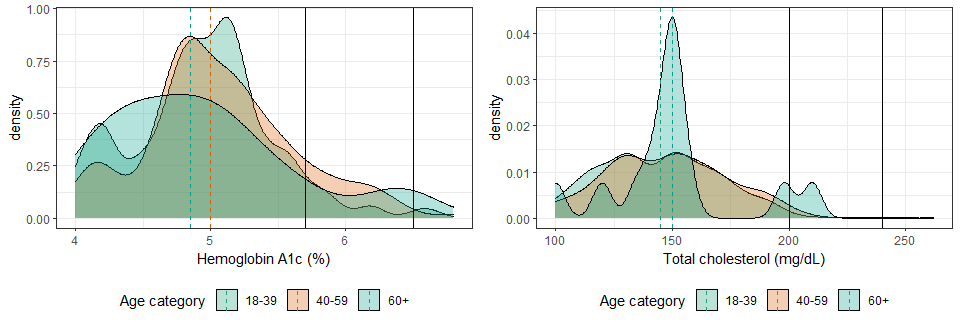 1.00
0.75
0.50
0.25
0.00
density
4
5
6
Hemoglobin A1c (%)
Age category 18-39 40-59 60+
0.04
0.03
0.02
0.01
0.00
density
100
150
200
250
Total cholesterol (mg/dL)
Age category 18-39 40-59 60+